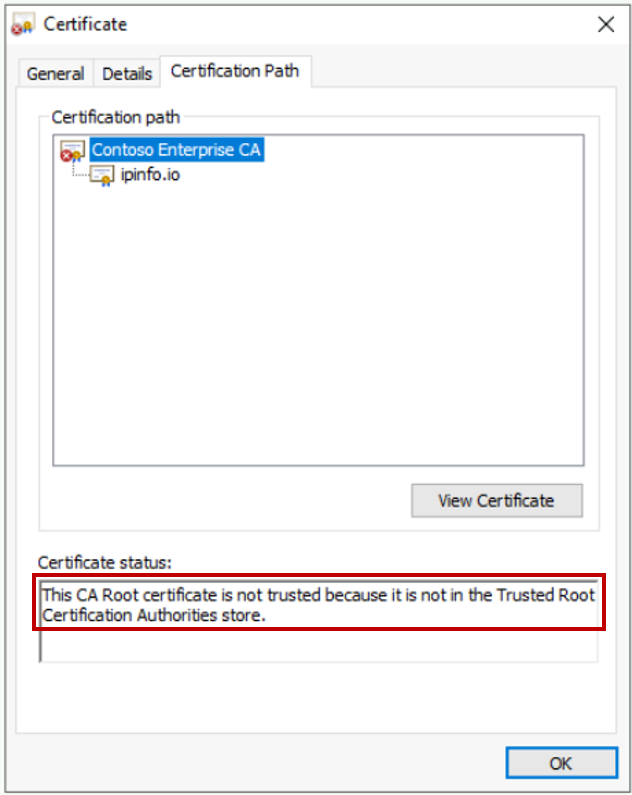 Certificate
General
Details
Certification Path
Certification path
Contoso Enterprise CA
ipinfo.io
View Certificate
Certificate status:
This CA Root certificate is not trusted because it is not in the Trusted Root
Certification Authorities store.
OK